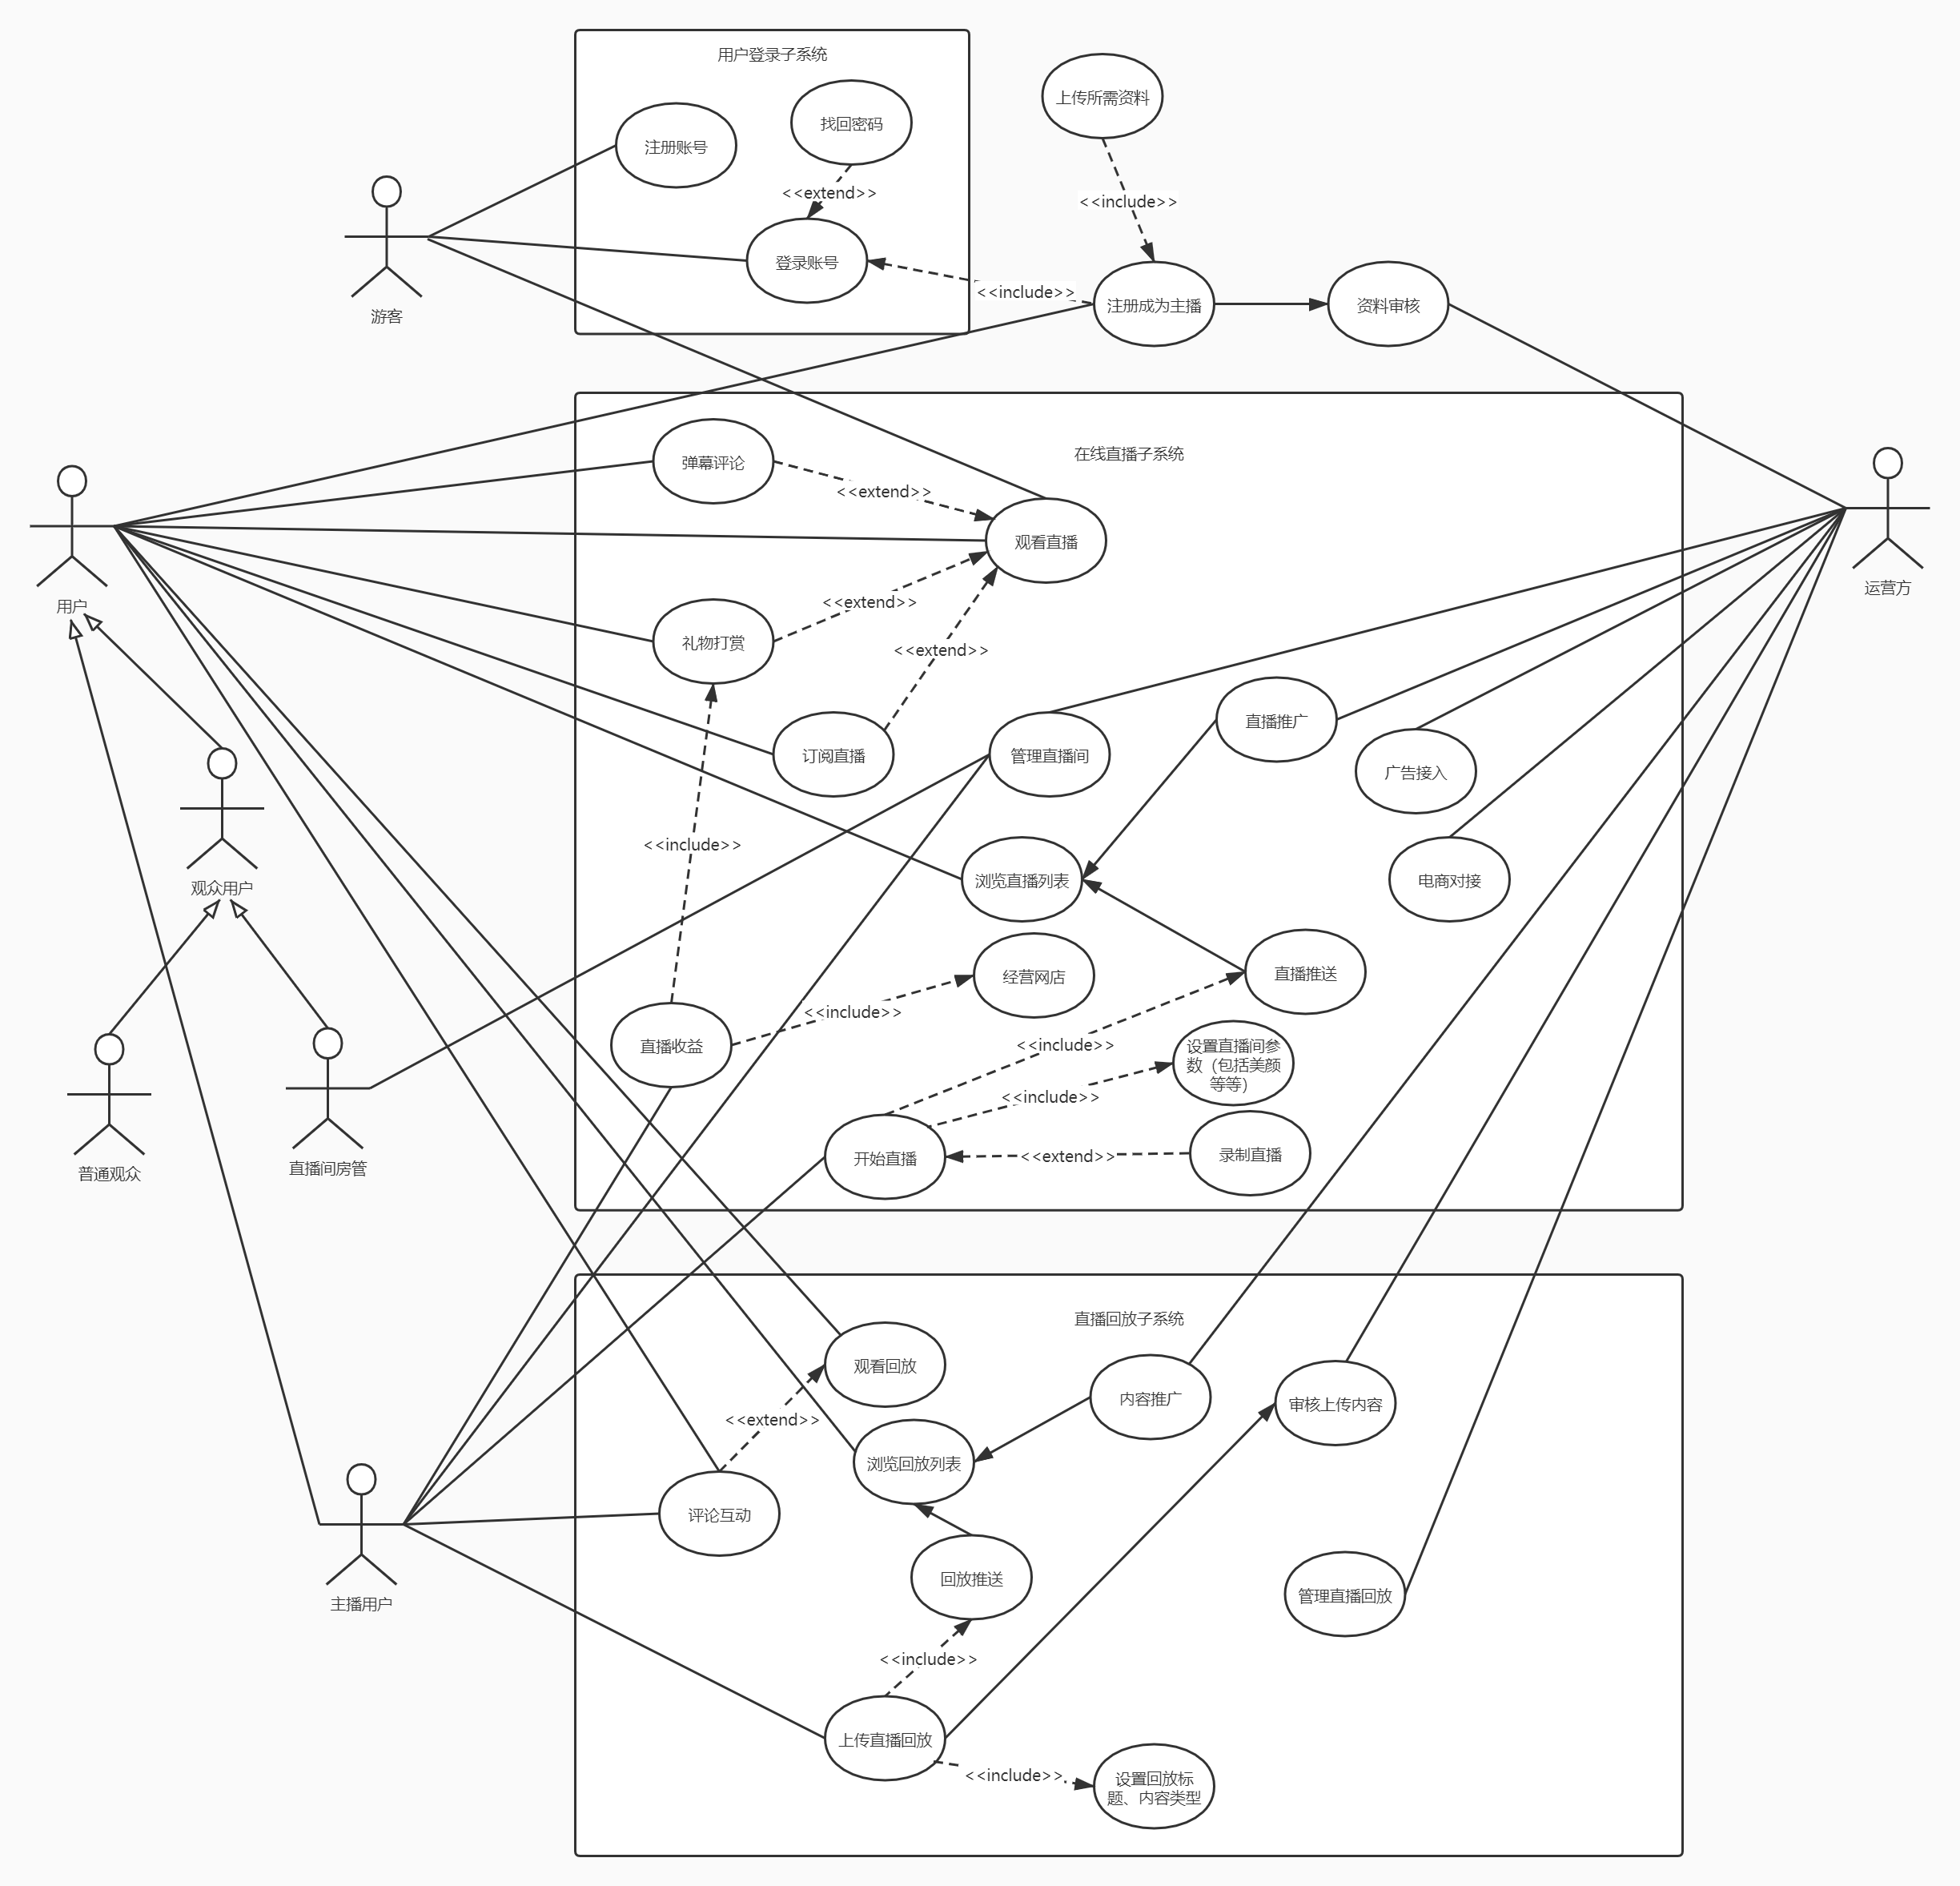 用户登录子系统
上传所需资料
找回密码
注册账号
<<extend>>
<<include>>
登录账号
<<include>>
注册成为主播
资料审核
游客
在线直播子系统
弹幕评论
<<extend>>
观看直播
用户
运营方
<<extend>>
礼物打赏
<<extend>>
直播推广
订阅直播
管理直播间
广告接入
<<include>>
浏览直播列表
电商对接
观众用户
经营网店
直播推送
<<include>>
直播收益
<<include>>
设置直播间参
数（包括美颜
等等）
<<include>>
开始直播
<<extend>>
录制直播
普通观众
直播间房管
直播回放子系统
观看回放
内容推广
审核上传内容
<<extend>>
浏览回放列表
评论互动
回放推送
管理直播回放
主播用户
<<include>>
上传直播回放
<<include>>
设置回放标
题、内容类型